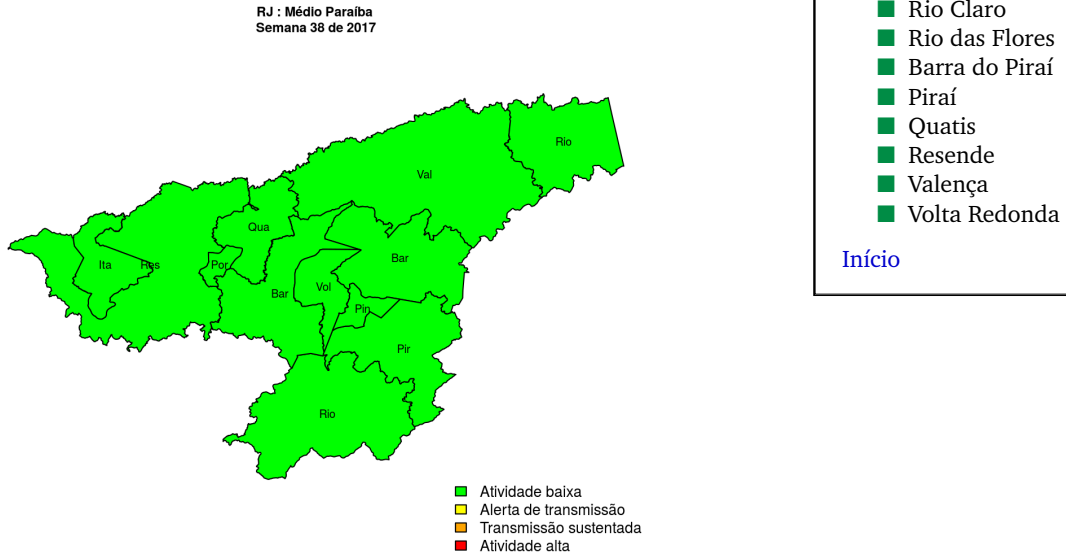 RJ : Médio Paraíba
Semana 38 de 2017
Rio
Val
Qua
Ita
Res
Por
Bar
Bar
Vol
Pin
Pir
Rio
Atividade baixa
Alerta de transmissão
Transmissão sustentada
Atividade alta
Rio Claro
Rio das Flores
Barra do Piraí
Piraí
Quatis
Resende
Valença
Volta Redonda
Início